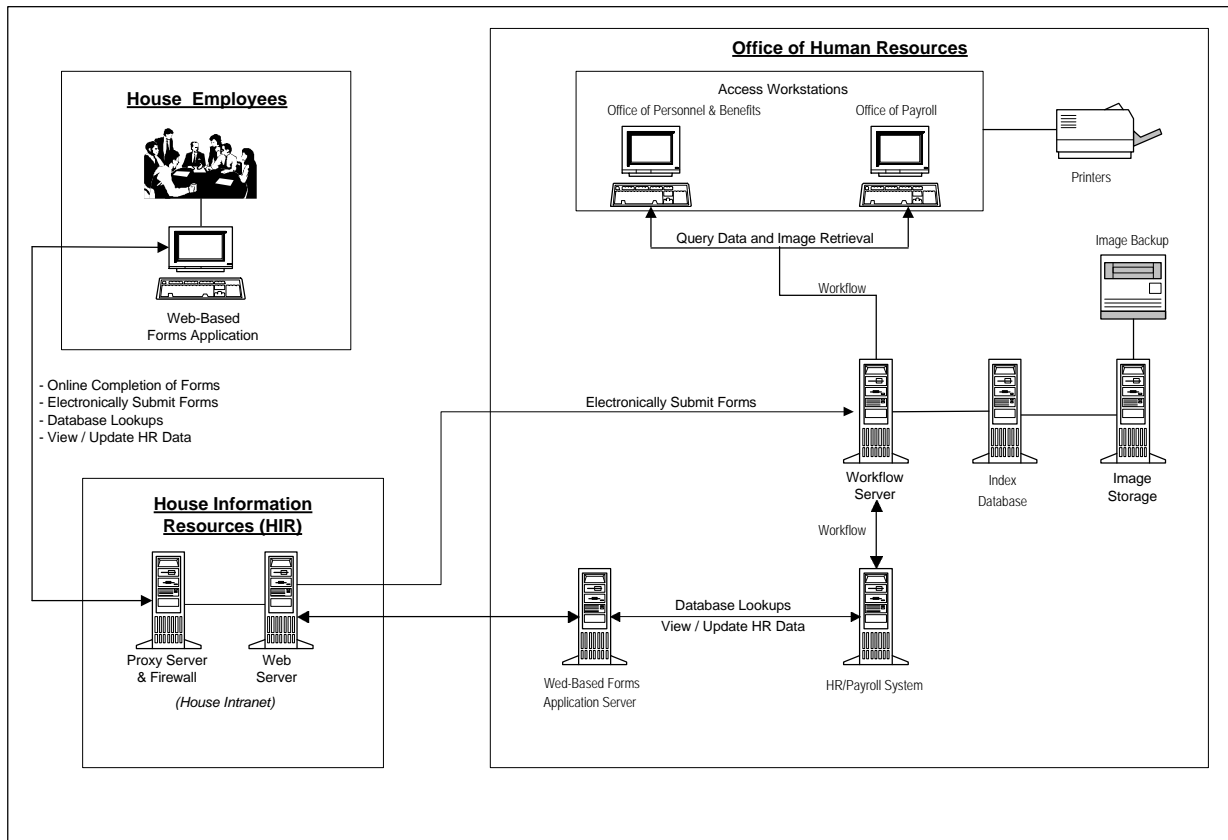 Office of Human Resources
House Employees
Access Workstations
Office of Personnel & Benefits
Office of Payroll
Printers
Query Data and Image Retrieval
Image Backup
Workflow
Web-Based
Forms Application
- Online Completion of Forms
- Electronically Submit Forms
- Database Lookups
- View / Update HR Data
Electronically Submit Forms
Workflow
Server
Index
Database
Image
Storage
House Information
Resources (HIR)
Workflow
Proxy Server
& Firewall
Web
Server
(House Intranet)
Database Lookups
View / Update HR Data
Wed-Based Forms
Application Server
HR/Payroll System